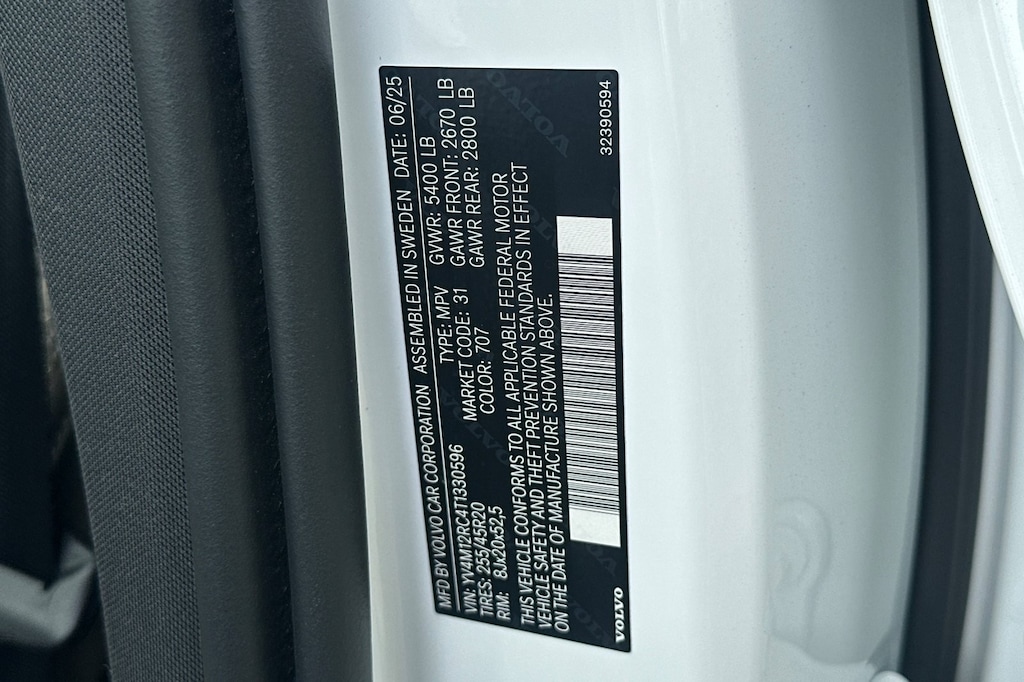 MFD BY VOLVO CAR CORPORATION ASSEMBLED IN SWEDEN DATE: 06/25
VIN: YV4M12RC4T1330596 TYPE: MPV GVWR: 5400 LB
TIRES: 255/45R20 MARKET CODE: 31 GAWR FRONT: 2670 LB
RIM: 8Jx20x52,5 COLOR: 707 GAWR REAR: 2800 LB
THIS VEHICLE CONFORMS TO ALL APPLICABLE FEDERAL MOTOR
VEHICLE SAFETY AND THEFT PREVENTION STANDARDS IN EFFECT
ON THE DATE OF MANUFACTURE SHOWN ABOVE.
VOLVO 32390594